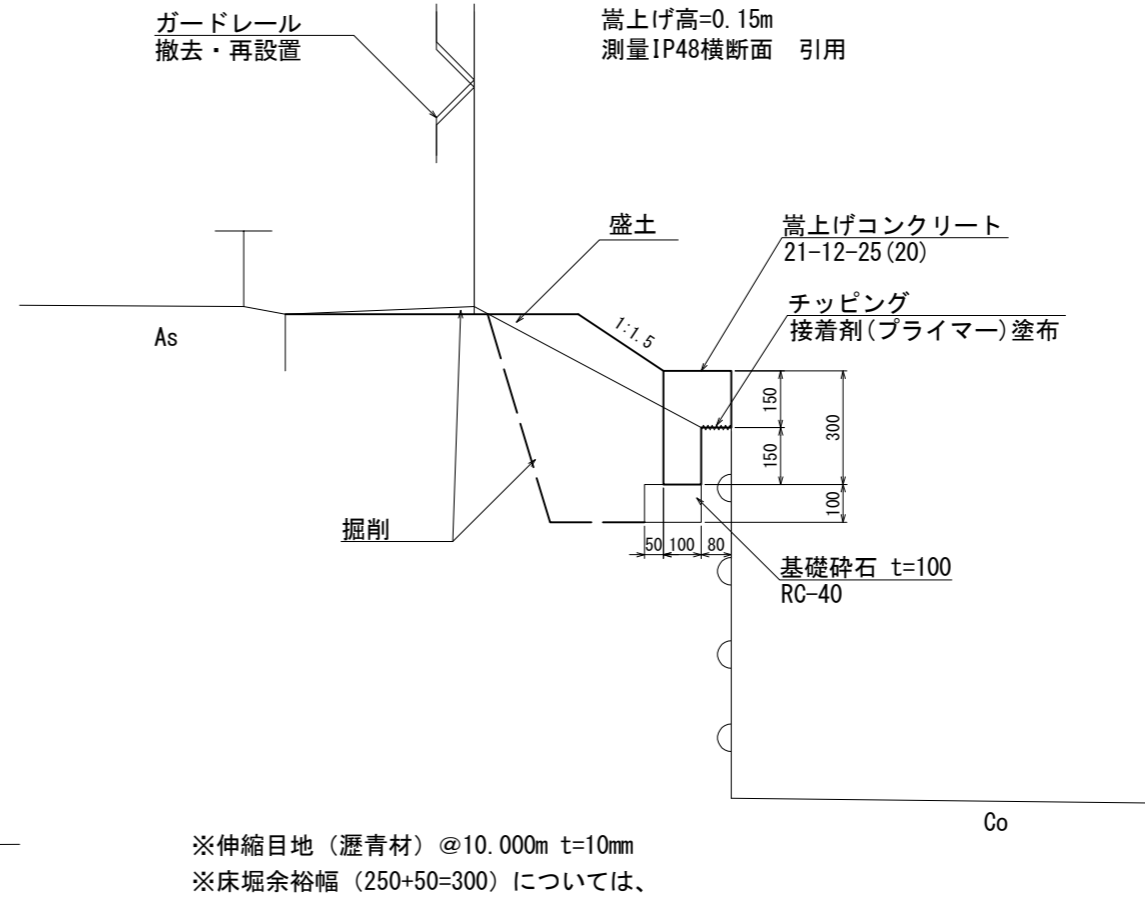 ガードレール
撤去・再設置
嵩上げ高=0.15m
測量IP48横断面　引用
盛土
嵩上げコンクリート
21-12-25(20)
チッピング
接着剤(プライマー)塗布
As
1:1.5
150
150
300
100
掘削
50
100
80
基礎砕石 t=100
RC-40
Co
※伸縮目地（瀝青材）@10.000m t=10mm
※床堀余裕幅（250+50=300）については、